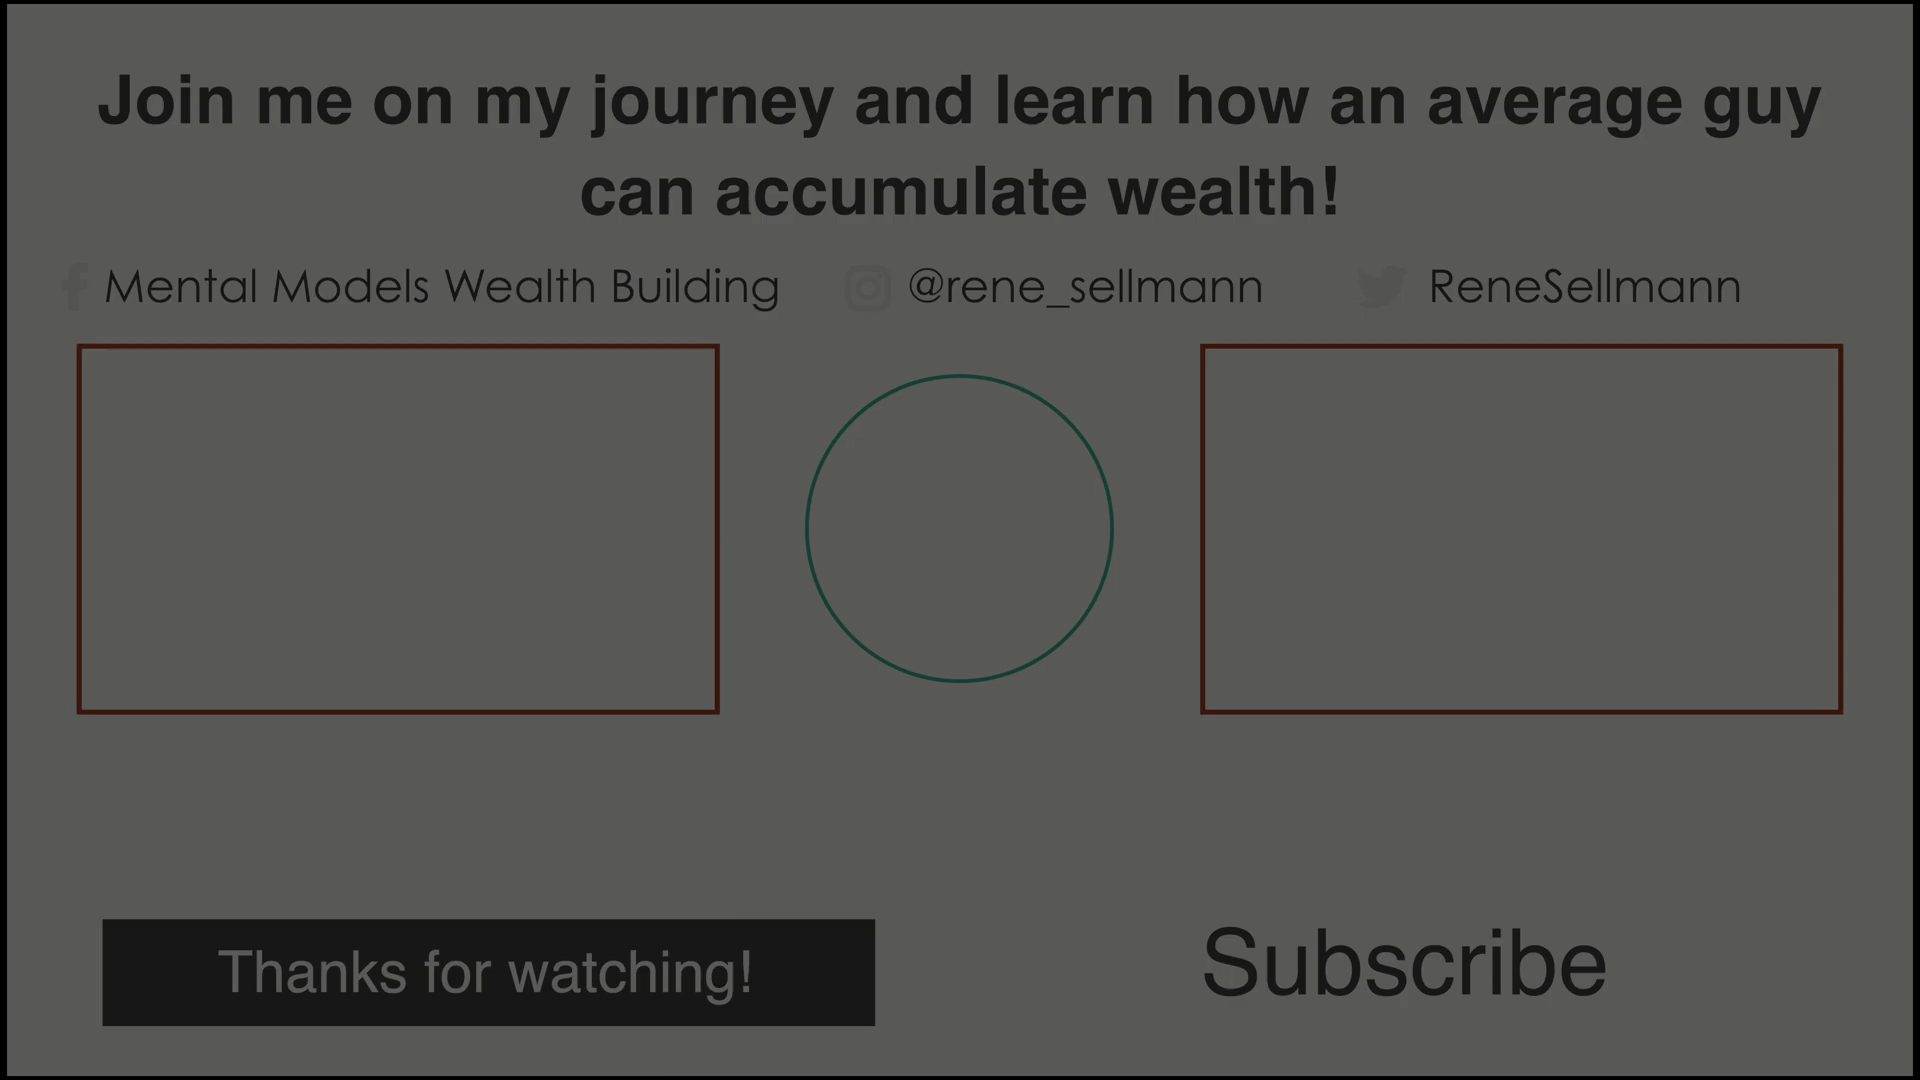 Join me on my journey and learn how an average guy
can accumulate wealth!
Mental Models Wealth Building @rene_sellmann ReneSellmann
Thanks for watching! Subscribe